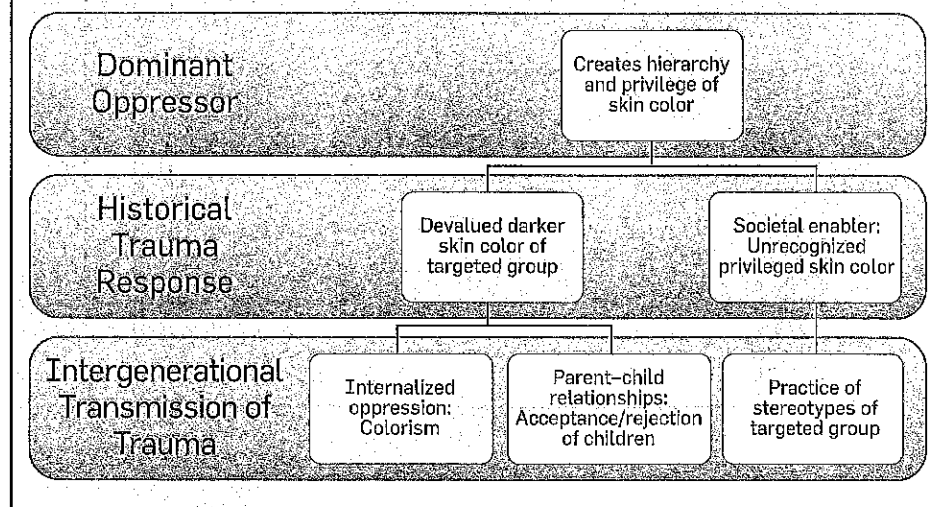 Dominant
Oppressor
Creates hierarchy
and privilege of
skin color
Historical
Trauma
Response
Devalued darker
skin color of
targeted group
Societal enabler:
Unrecognized
privileged skin color
Intergenerational
Transmission of
Trauma
Internalized
oppression:
Colorism
Parent–child
relationships:
Acceptance/rejection
of children
Practice of
stereotypes of
targeted group